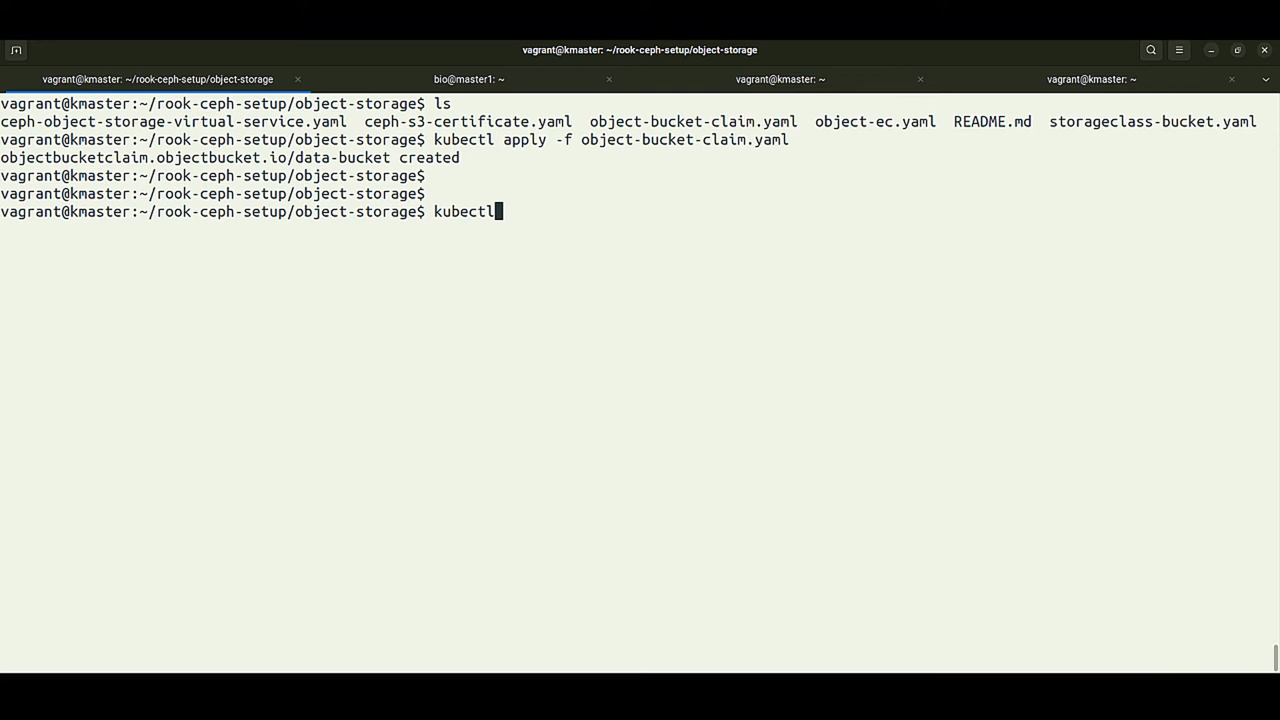 vagrant@kmaster: ~/rook-ceph-setup/object-storage
vagrant@kmaster: ~/rook-ceph-setup/object-storage
bio@master1: ~
vagrant@kmaster: ~
vagrant@kmaster: ~
vagrant@kmaster:~/rook-ceph-setup/object-storage$ ls
ceph-object-storage-virtual-service.yaml  ceph-s3-certificate.yaml  object-bucket-claim.yaml  object-ec.yaml  README.md  storageclass-bucket.yaml
vagrant@kmaster:~/rook-ceph-setup/object-storage$ kubectl apply -f object-bucket-claim.yaml
objectbucketclaim.objectbucket.io/data-bucket created
vagrant@kmaster:~/rook-ceph-setup/object-storage$
vagrant@kmaster:~/rook-ceph-setup/object-storage$
vagrant@kmaster:~/rook-ceph-setup/object-storage$ kubectl